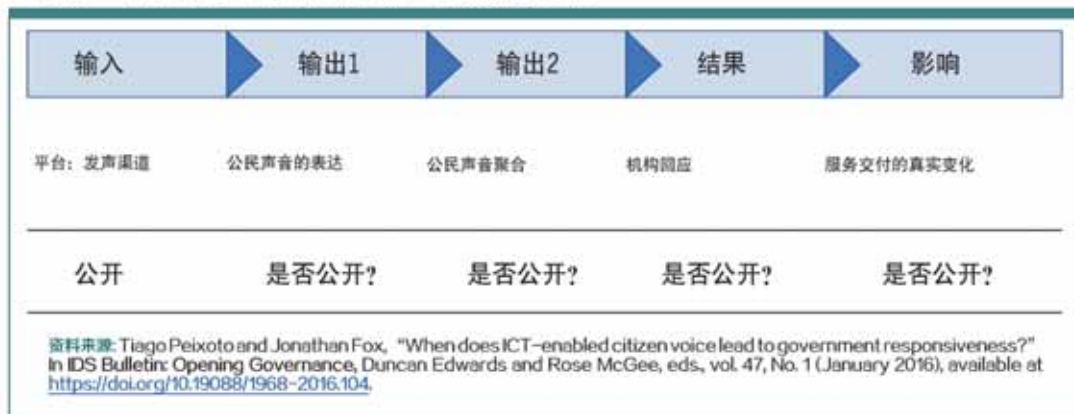 输入 输出1 输出2 结果 影响
平台：发声渠道 公民声音的表达 公民声音聚合 机构回应 服务交付的真实变化
公开 是否公开? 是否公开? 是否公开? 是否公开?
资料来源: Tiago Peixoto and Jonathan Fox, “When does ICT-enabled citizen voice lead to government responsiveness?”
In IDS Bulletin: Opening Governance, Duncan Edwards and Rose McGee, eds., vol. 47, No. 1 (January 2016), available at
https://doi.org/10.19088/1968-2016.104.